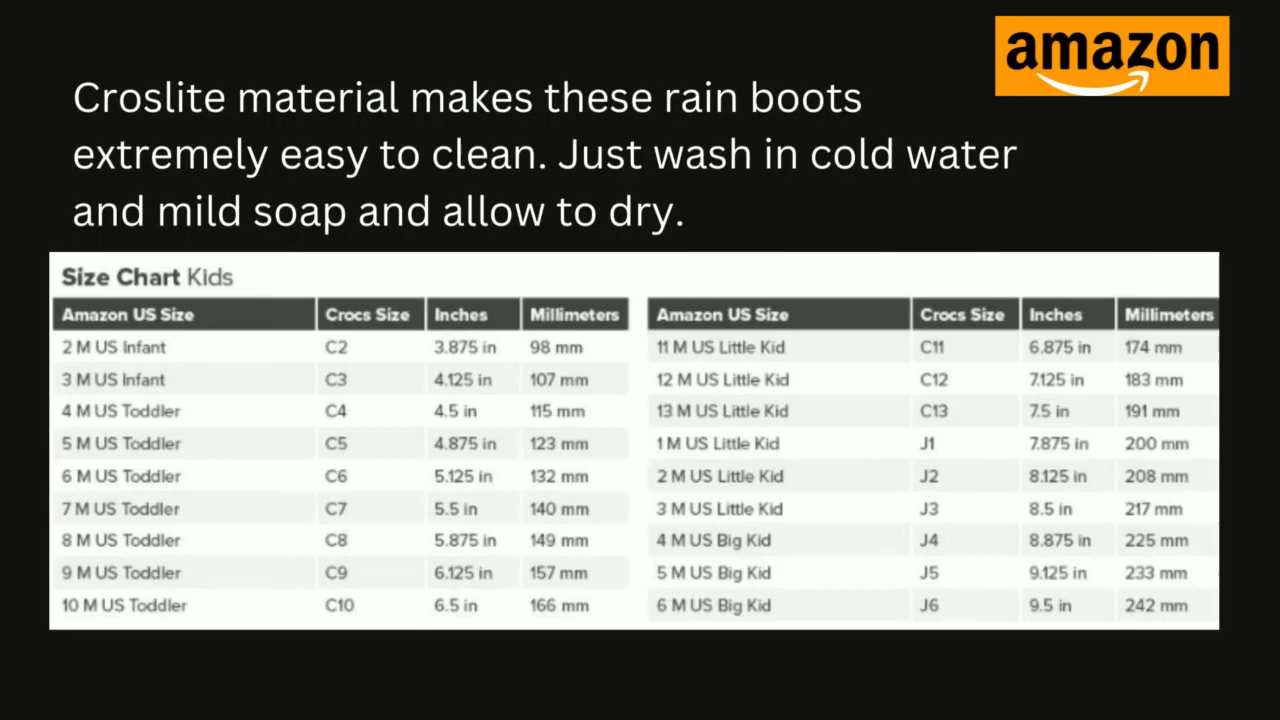 amazon
Croslite material makes these rain boots
extremely easy to clean. Just wash in cold water
and mild soap and allow to dry.
Size Chart Kids
Amazon US Size Crocs Size Inches Millimeters
2 M US Infant C2 3.875 in 98 mm
3 M US Infant C3 4.125 in 107 mm
4 M US Toddler C4 4.5 in 115 mm
5 M US Toddler C5 4.875 in 123 mm
6 M US Toddler C6 5.125 in 132 mm
7 M US Toddler C7 5.5 in 140 mm
8 M US Toddler C8 5.875 in 149 mm
9 M US Toddler C9 6.125 in 157 mm
10 M US Toddler C10 6.5 in 166 mm
Amazon US Size Crocs Size Inches Millimeters
11 M US Little Kid C11 6.875 in 174 mm
12 M US Little Kid C12 7.125 in 183 mm
13 M US Little Kid C13 7.5 in 191 mm
1 M US Little Kid J1 7.875 in 200 mm
2 M US Little Kid J2 8.125 in 208 mm
3 M US Little Kid J3 8.5 in 217 mm
4 M US Big Kid J4 8.875 in 225 mm
5 M US Big Kid J5 9.125 in 233 mm
6 M US Big Kid J6 9.5 in 242 mm